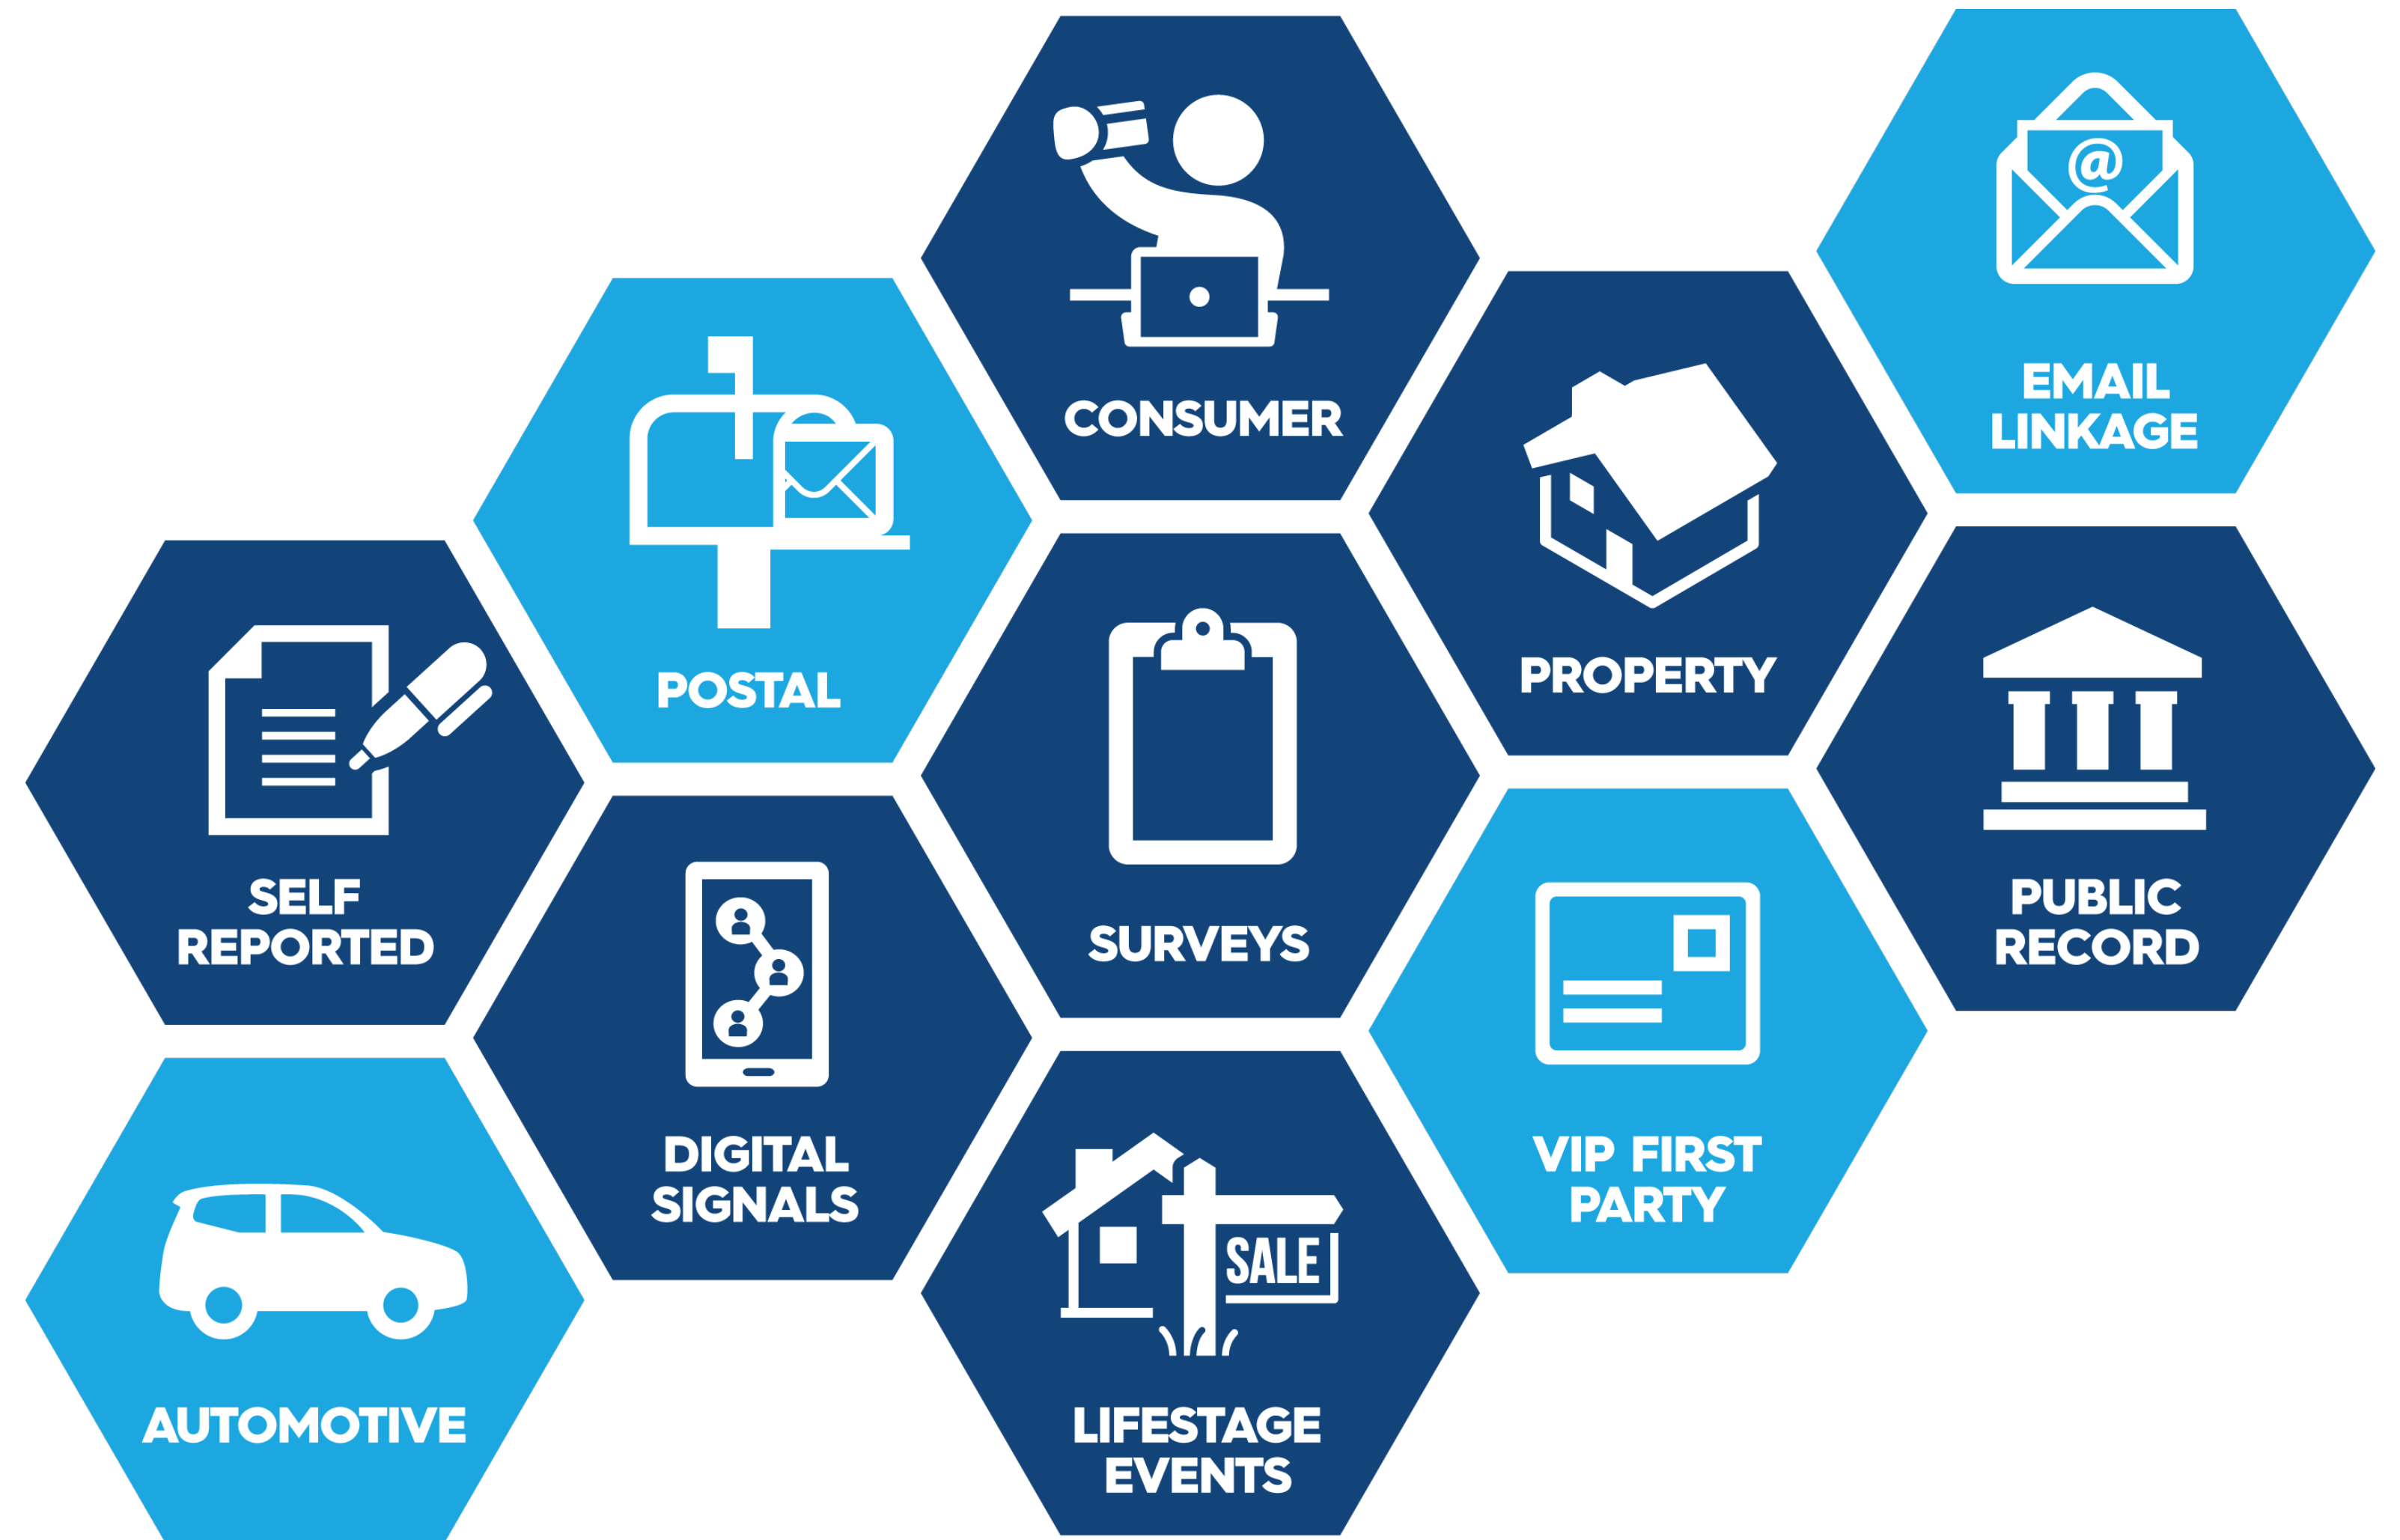 CONSUMER
EMAIL
LINKAGE
POSTAL
PROPERTY
SELF
REPORTED
SURVEYS
PUBLIC
RECORD
DIGITAL
SIGNALS
VIP FIRST
PARTY
AUTOMOTIVE
SALE
LIFESTAGE
EVENTS
@